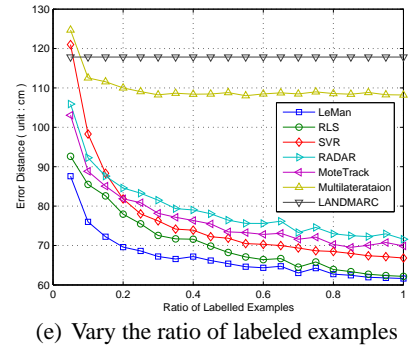 130
120
110
100
90
80
70
60
Error Distance ( unit : cm )
0
0.2
0.4
0.6
0.8
1
Ratio of Labelled Examples
LeMan
RLS
SVR
RADAR
MoteTrack
Multilaterataion
LANDMARC
(e) Vary the ratio of labeled examples